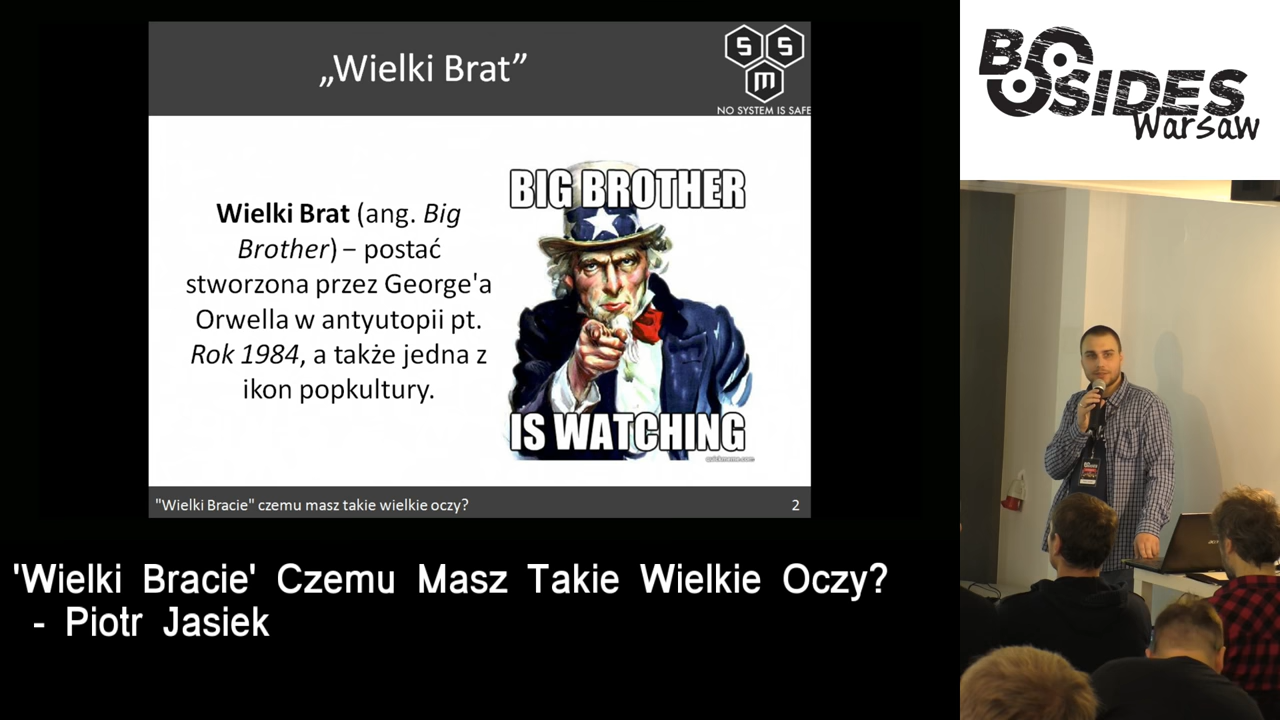 „Wielki Brat”
S S
m
NO SYSTEM IS SAFE
Wielki Brat (ang. Big
Brother) – postać
stworzona przez George'a
Orwella w antyutopii pt.
Rok 1984, a także jedna z
ikon popkultury.
BIG BROTHER
IS WATCHING
quickmeme.com
"Wielki Bracie" czemu masz takie wielkie oczy?
2
BSIDES
Warsaw
'Wielki Bracie' Czemu Masz Takie Wielkie Oczy?
- Piotr Jasiek